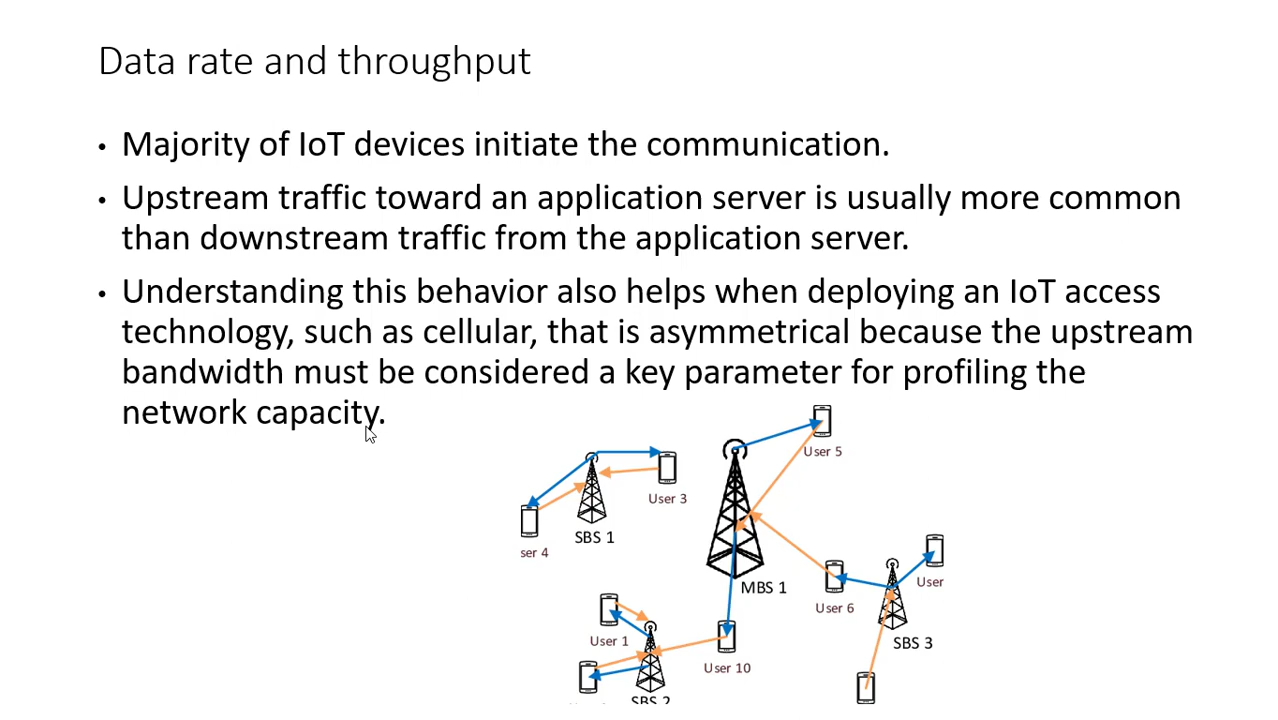 Data rate and throughput
• Majority of IoT devices initiate the communication.
• Upstream traffic toward an application server is usually more common
than downstream traffic from the application server.
• Understanding this behavior also helps when deploying an IoT access
technology, such as cellular, that is asymmetrical because the upstream
bandwidth must be considered a key parameter for profiling the
network capacity.
User 5
User 3
SBS 1
ser 4
MBS 1
User
User 6
SBS 3
User 1
User 10
SBS 2